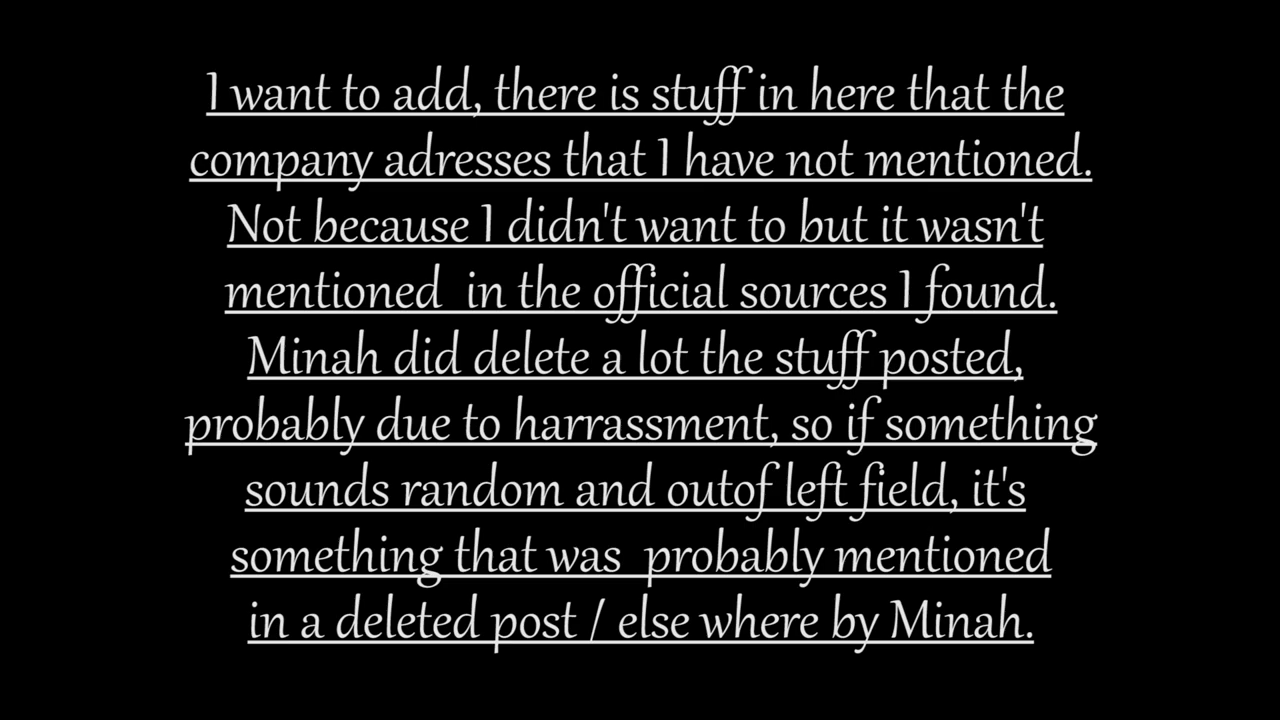 I want to add, there is stuff in here that the
company adresses that I have not mentioned.
Not because I didn't want to but it wasn't
mentioned  in the official sources I found.
Minah did delete a lot the stuff posted,
probably due to harrassment, so if something
sounds random and outof left field, it's
something that was  probably mentioned
in a deleted post / else where by Minah.